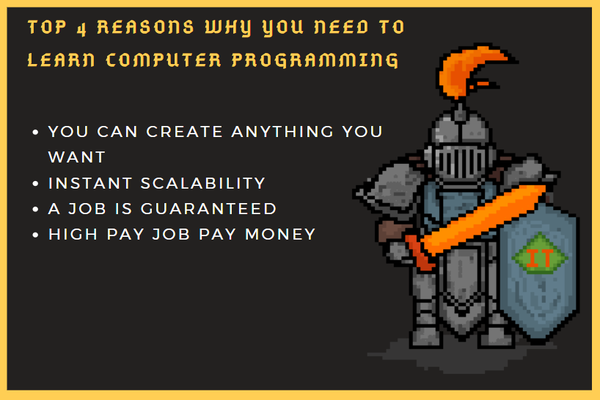 TOP 4 REASONS WHY YOU NEED TO
LEARN COMPUTER PROGRAMMING
• YOU CAN CREATE ANYTHING YOU
WANT
• INSTANT SCALABILITY
• A JOB IS GUARANTEED
• HIGH PAY JOB PAY MONEY
IT